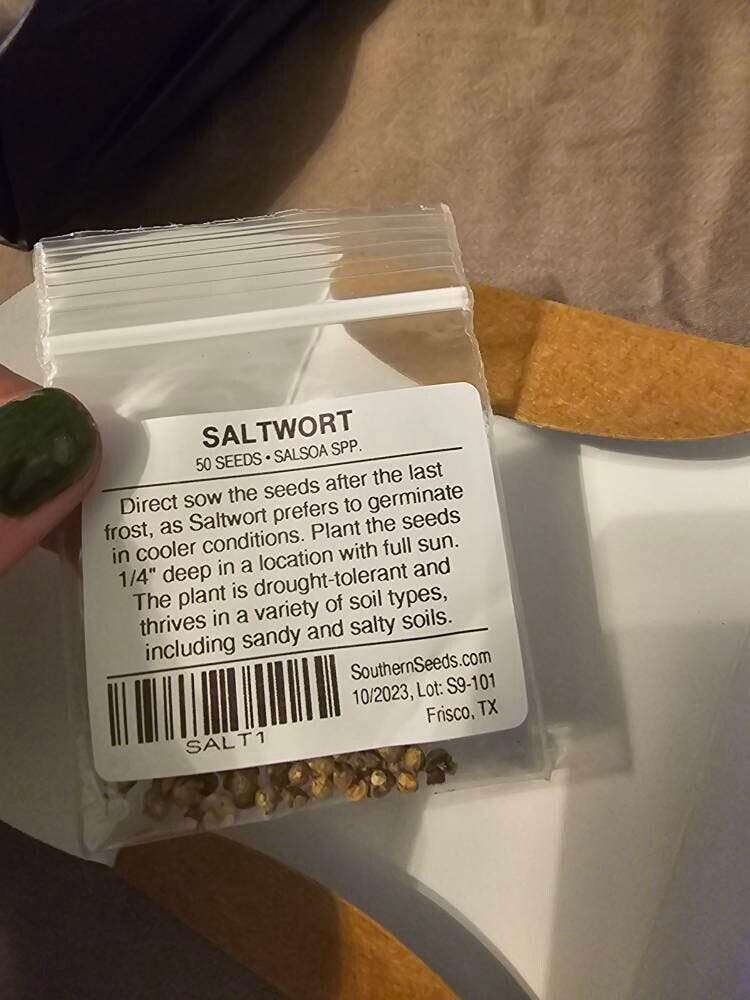 SALTWORT
50 SEEDS • SALSOA SPP.
Direct sow the seeds after the last
frost, as Saltwort prefers to germinate
in cooler conditions. Plant the seeds
1/4" deep in a location with full sun.
The plant is drought-tolerant and
thrives in a variety of soil types,
including sandy and salty soils.
SouthernSeeds.com
10/2023, Lot: S9-101
Frisco, TX
SALT1